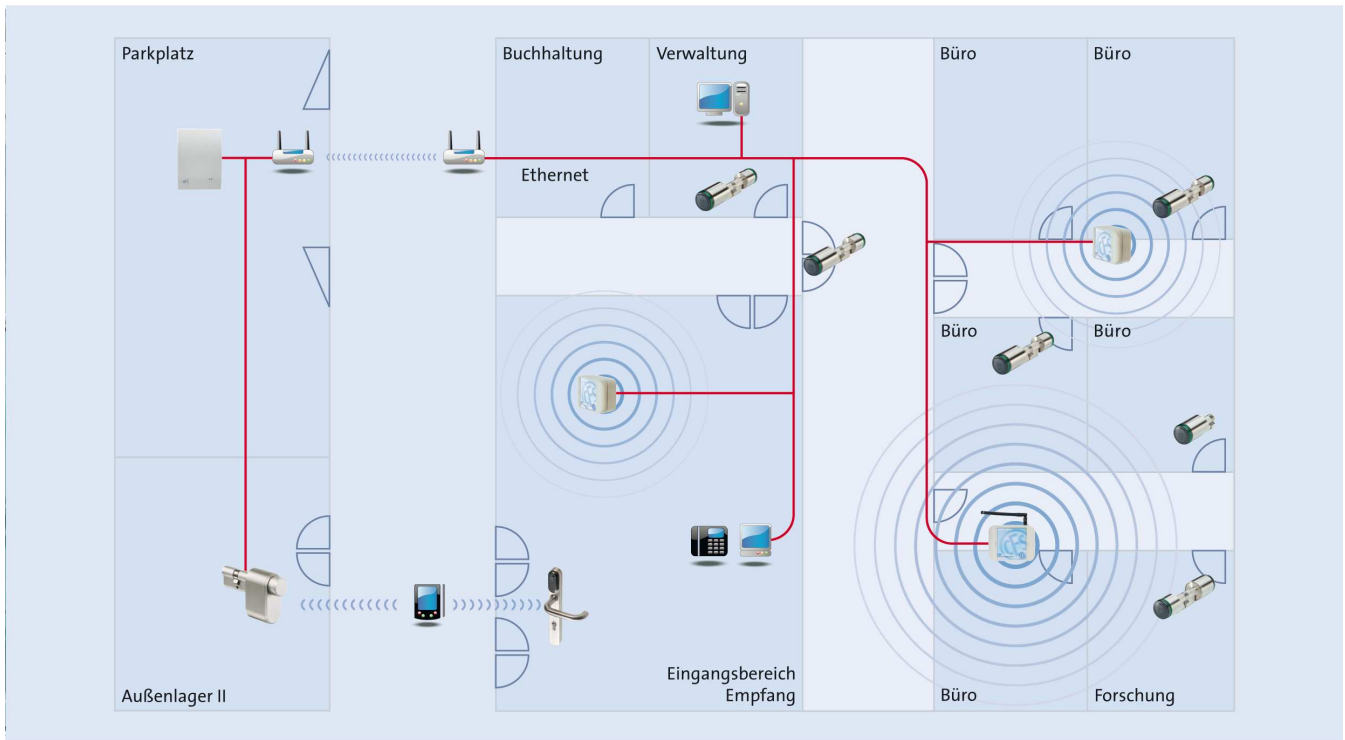 Parkplatz
Buchhaltung
Verwaltung
Büro
Büro
Ethernet
Büro
Büro
Außenlager II
Eingangsbereich
Empfang
Büro
Forschung